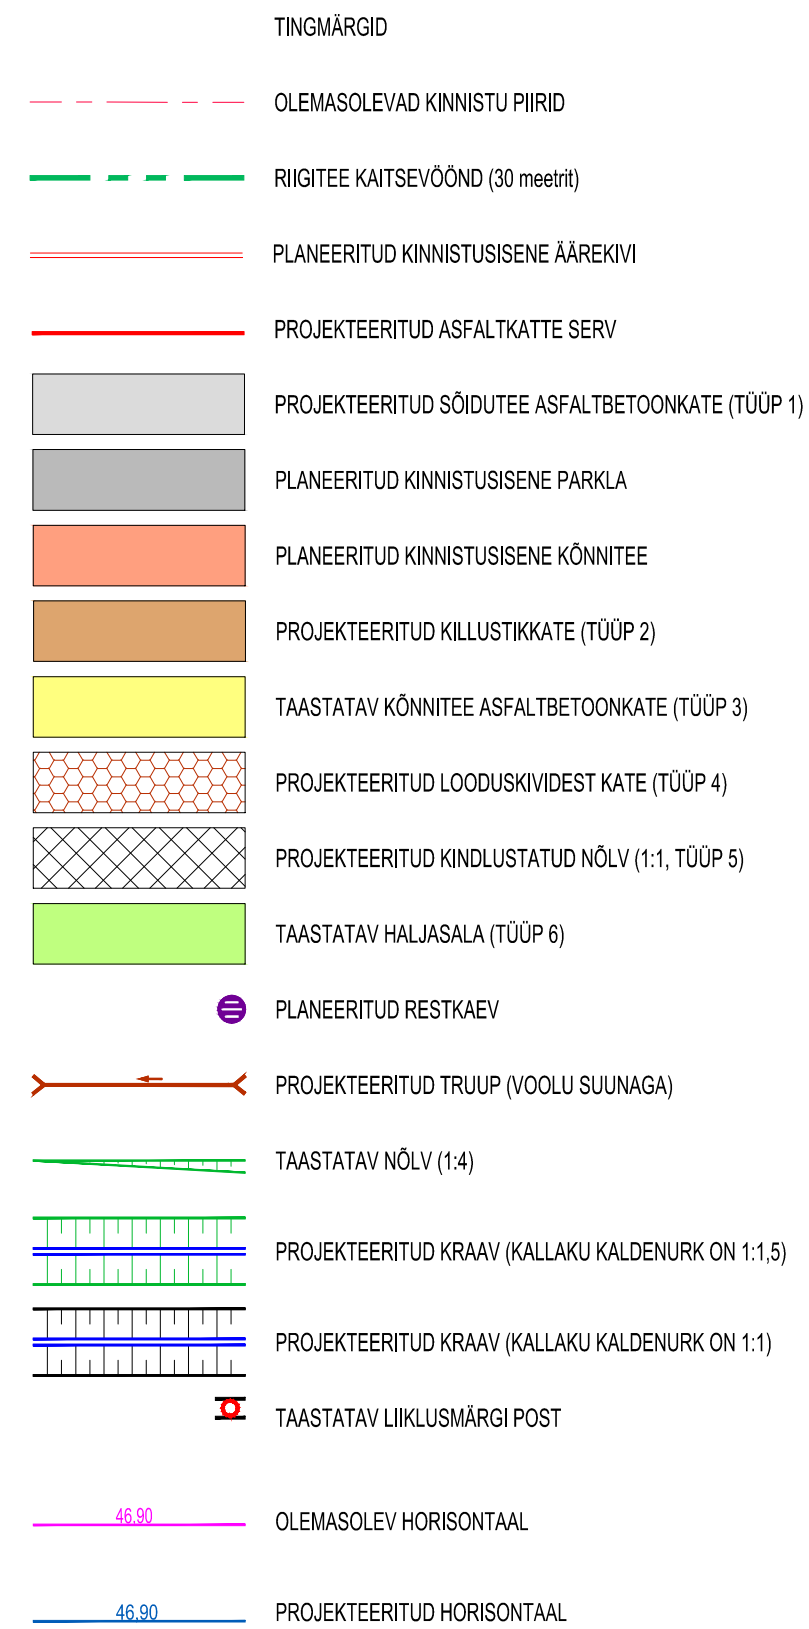 TINGMÄRGID
OLEMASOLEVAD KINNISTU PIIRID
RIIGITEE KAITSEVÖÖND (30 meetrit)
PLANEERITUD KINNISTUSISENE ÄÄREKIVI
PROJEKTEERITUD ASFALTKATTE SERV
PROJEKTEERITUD SÕIDUTEE ASFALTBETOONKATE (TÜÜP 1)
PLANEERITUD KINNISTUSISENE PARKLA
PLANEERITUD KINNISTUSISENE KÕNNITEE
PROJEKTEERITUD KILLUSTIKKATE (TÜÜP 2)
TAASTATAV KÕNNITEE ASFALTBETOONKATE (TÜÜP 3)
PROJEKTEERITUD LOODUSKIVIDEST KATE (TÜÜP 4)
PROJEKTEERITUD KINDLUSTATUD NÕLV (1:1, TÜÜP 5)
TAASTATAV HALJASALA (TÜÜP 6)
PLANEERITUD RESTKAEV
PROJEKTEERITUD TRUUP (VOOLU SUUNAGA)
TAASTATAV NÕLV (1:4)
PROJEKTEERITUD KRAAV (KALLAKU KALDENURK ON 1:1,5)
PROJEKTEERITUD KRAAV (KALLAKU KALDENURK ON 1:1)
TAASTATAV LIIKLUSMÄRGI POST
46,90 OLEMASOLEV HORISONTAAL
46,90 PROJEKTEERITUD HORISONTAAL